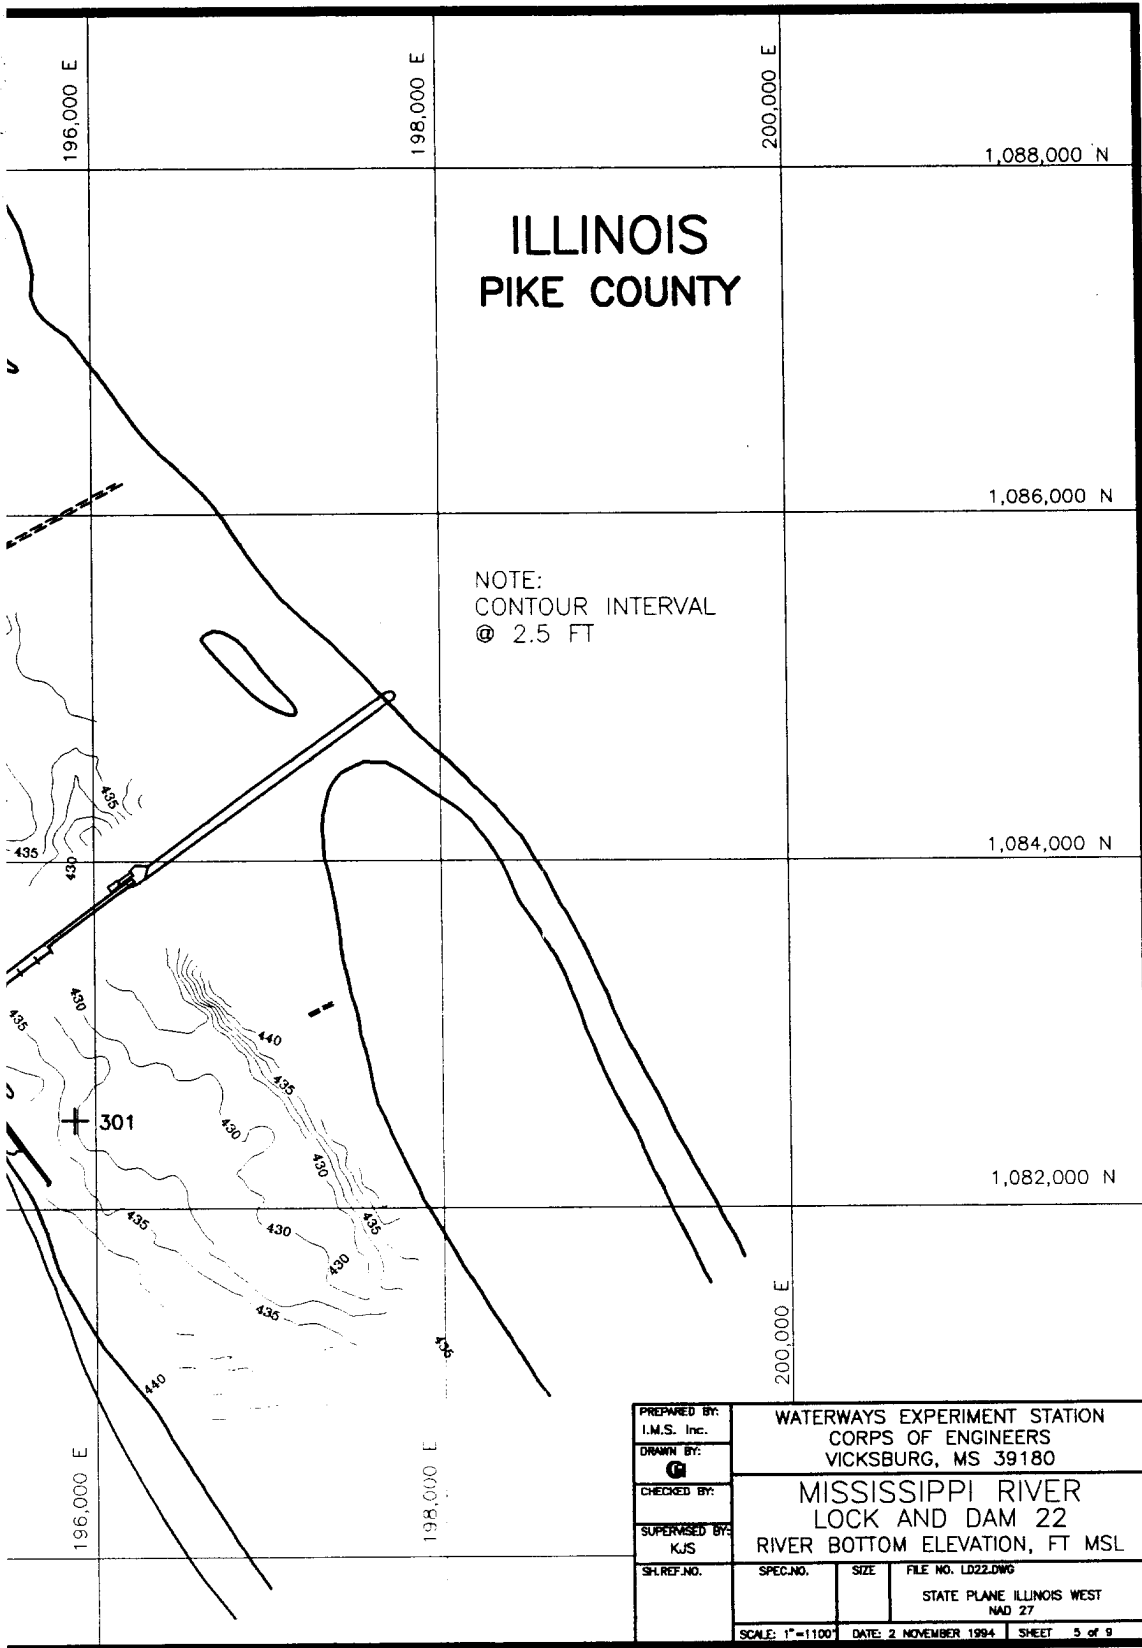 196,000 E
198,000 E
200,000 E
1,088,000 N
ILLINOIS
PIKE COUNTY
1,086,000 N
NOTE:
CONTOUR INTERVAL
@ 2.5 FT
435
435
430
1,084,000 N
430
435
440
435
301
430
430
1,082,000 N
435
435
430
430
435
435
440
200,000 E
196,000 E
198,000 E
PREPARED BY:
I.M.S. Inc.
DRAWN BY:
CHECKED BY:
SUPERVISED BY:
KJS
SH.REF.NO.
WATERWAYS EXPERIMENT STATION
CORPS OF ENGINEERS
VICKSBURG, MS 39180
MISSISSIPPI RIVER
LOCK AND DAM 22
RIVER BOTTOM ELEVATION, FT MSL
SPEC.NO.
SIZE
FILE NO. LD22.DWG
STATE PLANE ILLINOIS WEST
NAD 27
SCALE: 1"=1100'
DATE: 2 NOVEMBER 1994
SHEET 5 of 9